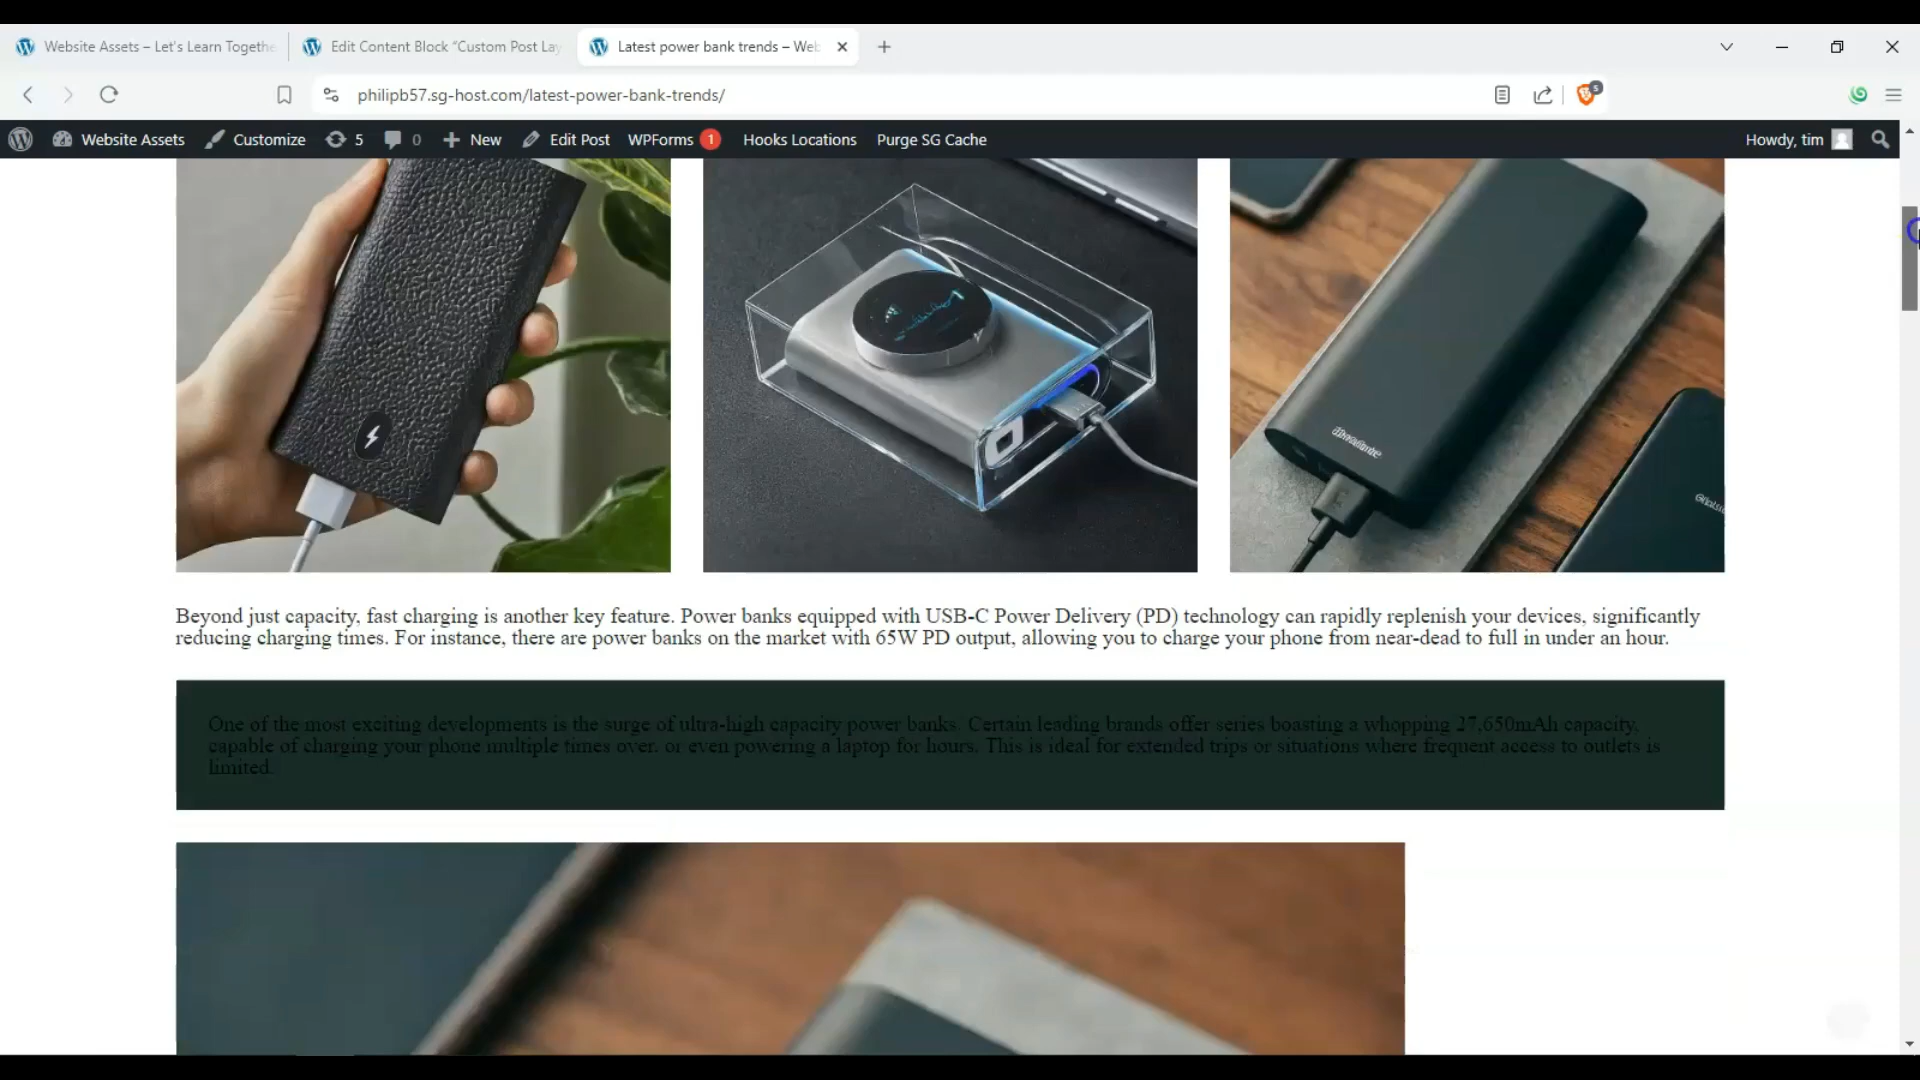 Website Assets – Let's Learn Togethe
Edit Content Block "Custom Post Lay
Latest power bank trends – Web
philipb57.sg-host.com/latest-power-bank-trends/
5
Website Assets
Customize
5
0
New
Edit Post
WPForms 1
Hooks Locations
Purge SG Cache
Howdy, tim
Beyond just capacity, fast charging is another key feature. Power banks equipped with USB-C Power Delivery (PD) technology can rapidly replenish your devices, significantly
reducing charging times. For instance, there are power banks on the market with 65W PD output, allowing you to charge your phone from near-dead to full in under an hour.
One of the most exciting developments is the surge of ultra-high capacity power banks. Certain leading brands offer series boasting a whopping 27,650mAh capacity,
capable of charging your phone multiple times over, or even powering a laptop for hours. This is ideal for extended trips or situations where frequent access to outlets is
limited.